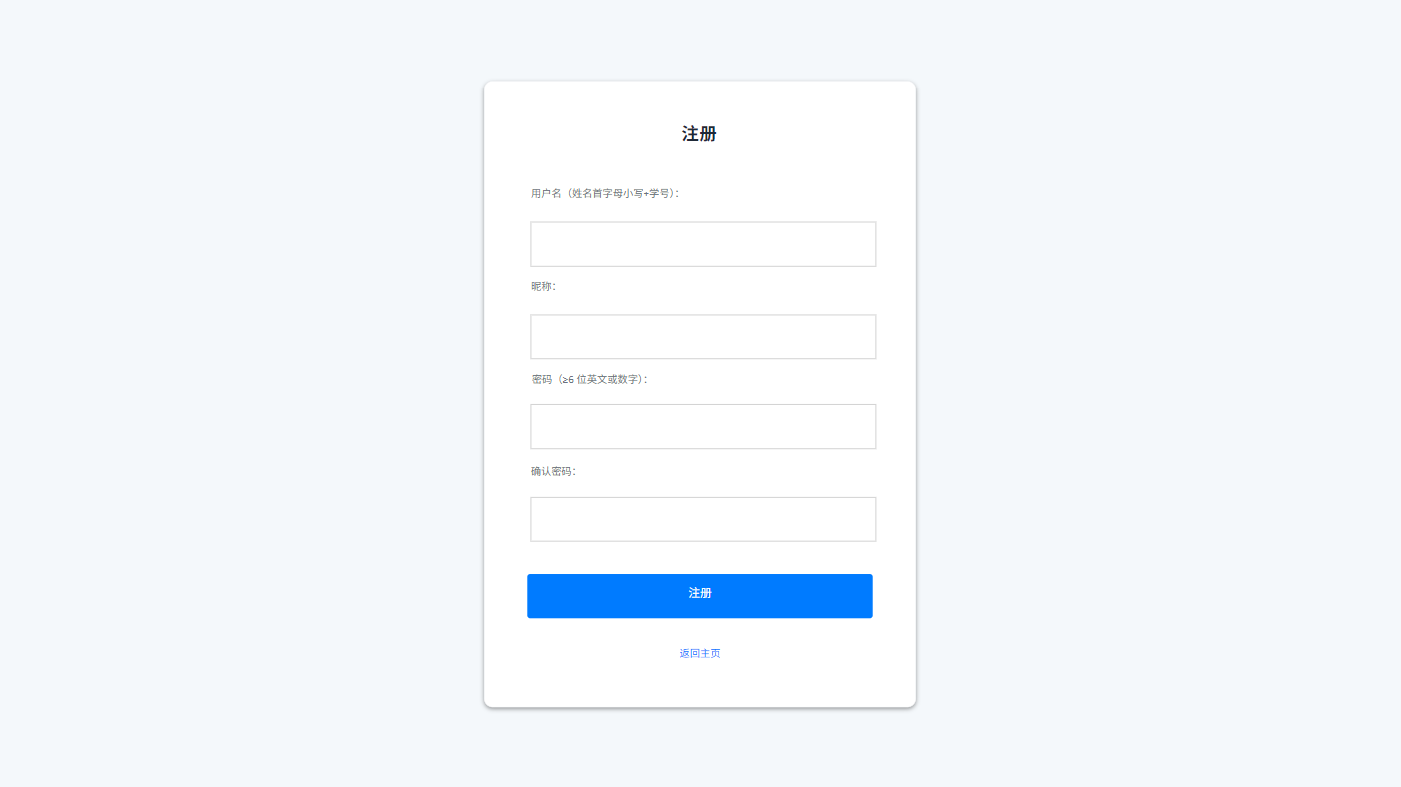 注册
用户名（姓名首字母小写+学号）：
昵称：
密码（≥6 位英文或数字）：
确认密码：
注册
返回主页